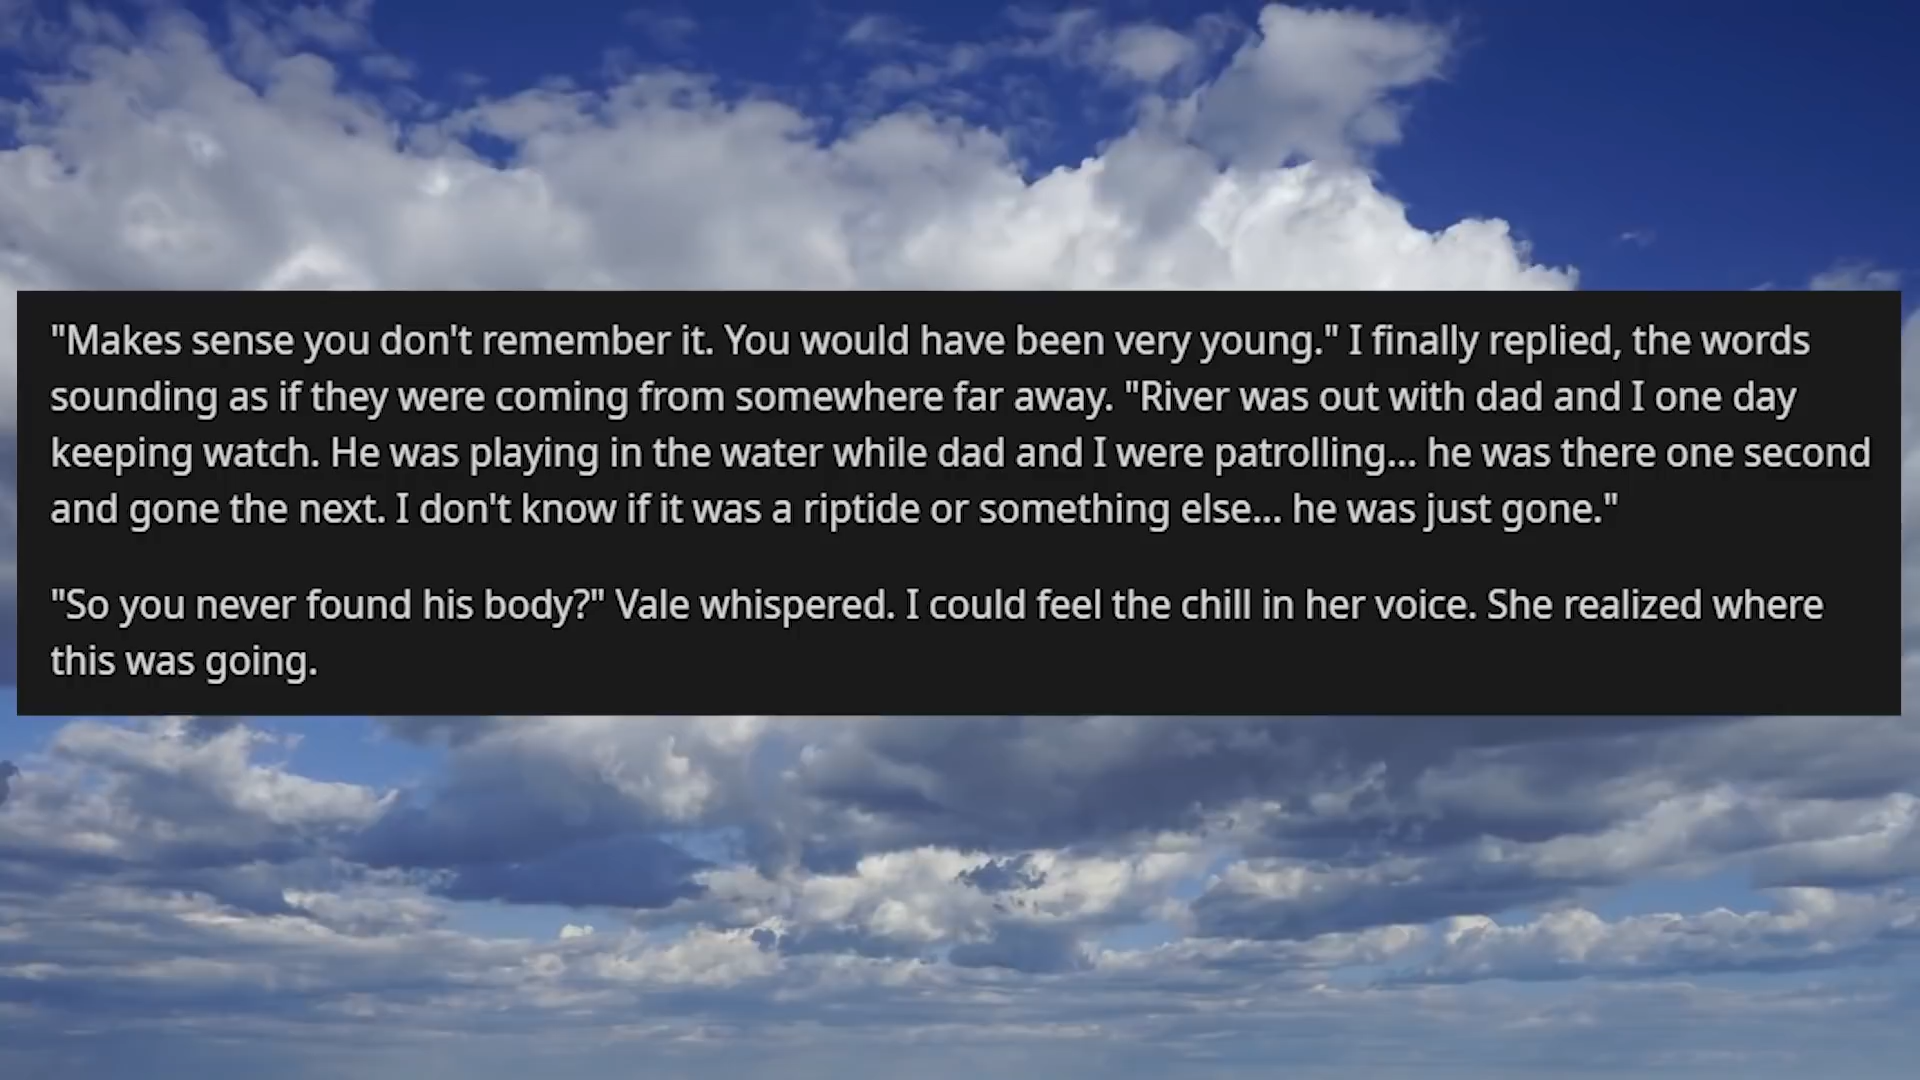 "Makes sense you don't remember it. You would have been very young." I finally replied, the words
sounding as if they were coming from somewhere far away. "River was out with dad and I one day
keeping watch. He was playing in the water while dad and I were patrolling... he was there one second
and gone the next. I don't know if it was a riptide or something else... he was just gone."
"So you never found his body?" Vale whispered. I could feel the chill in her voice. She realized where
this was going.